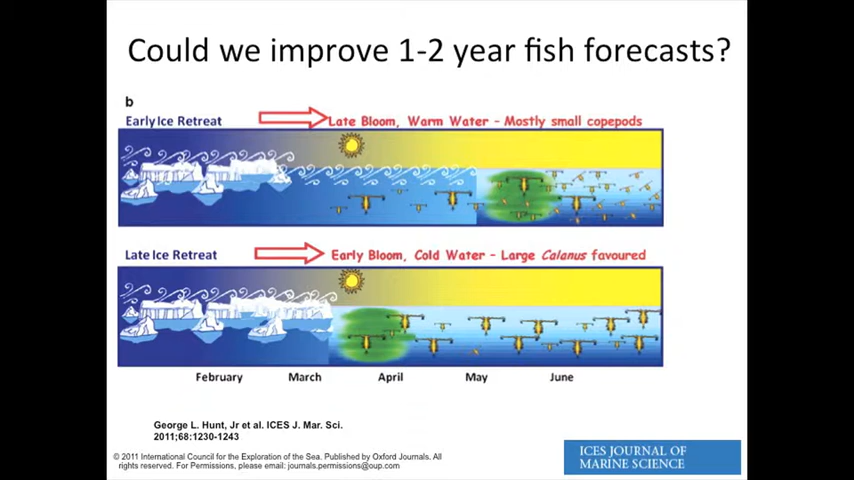 Could we improve 1-2 year fish forecasts?
b
Early Ice Retreat
Late Bloom, Warm Water - Mostly small copepods
Late Ice Retreat
Early Bloom, Cold Water - Large Calanus favoured
February March April May June
George L. Hunt, Jr et al. ICES J. Mar. Sci.
2011;68:1230-1243
© 2011 International Council for the Exploration of the Sea. Published by Oxford Journals. All
rights reserved. For Permissions, please email: journals.permissions@oup.com
ICES JOURNAL OF
MARINE SCIENCE